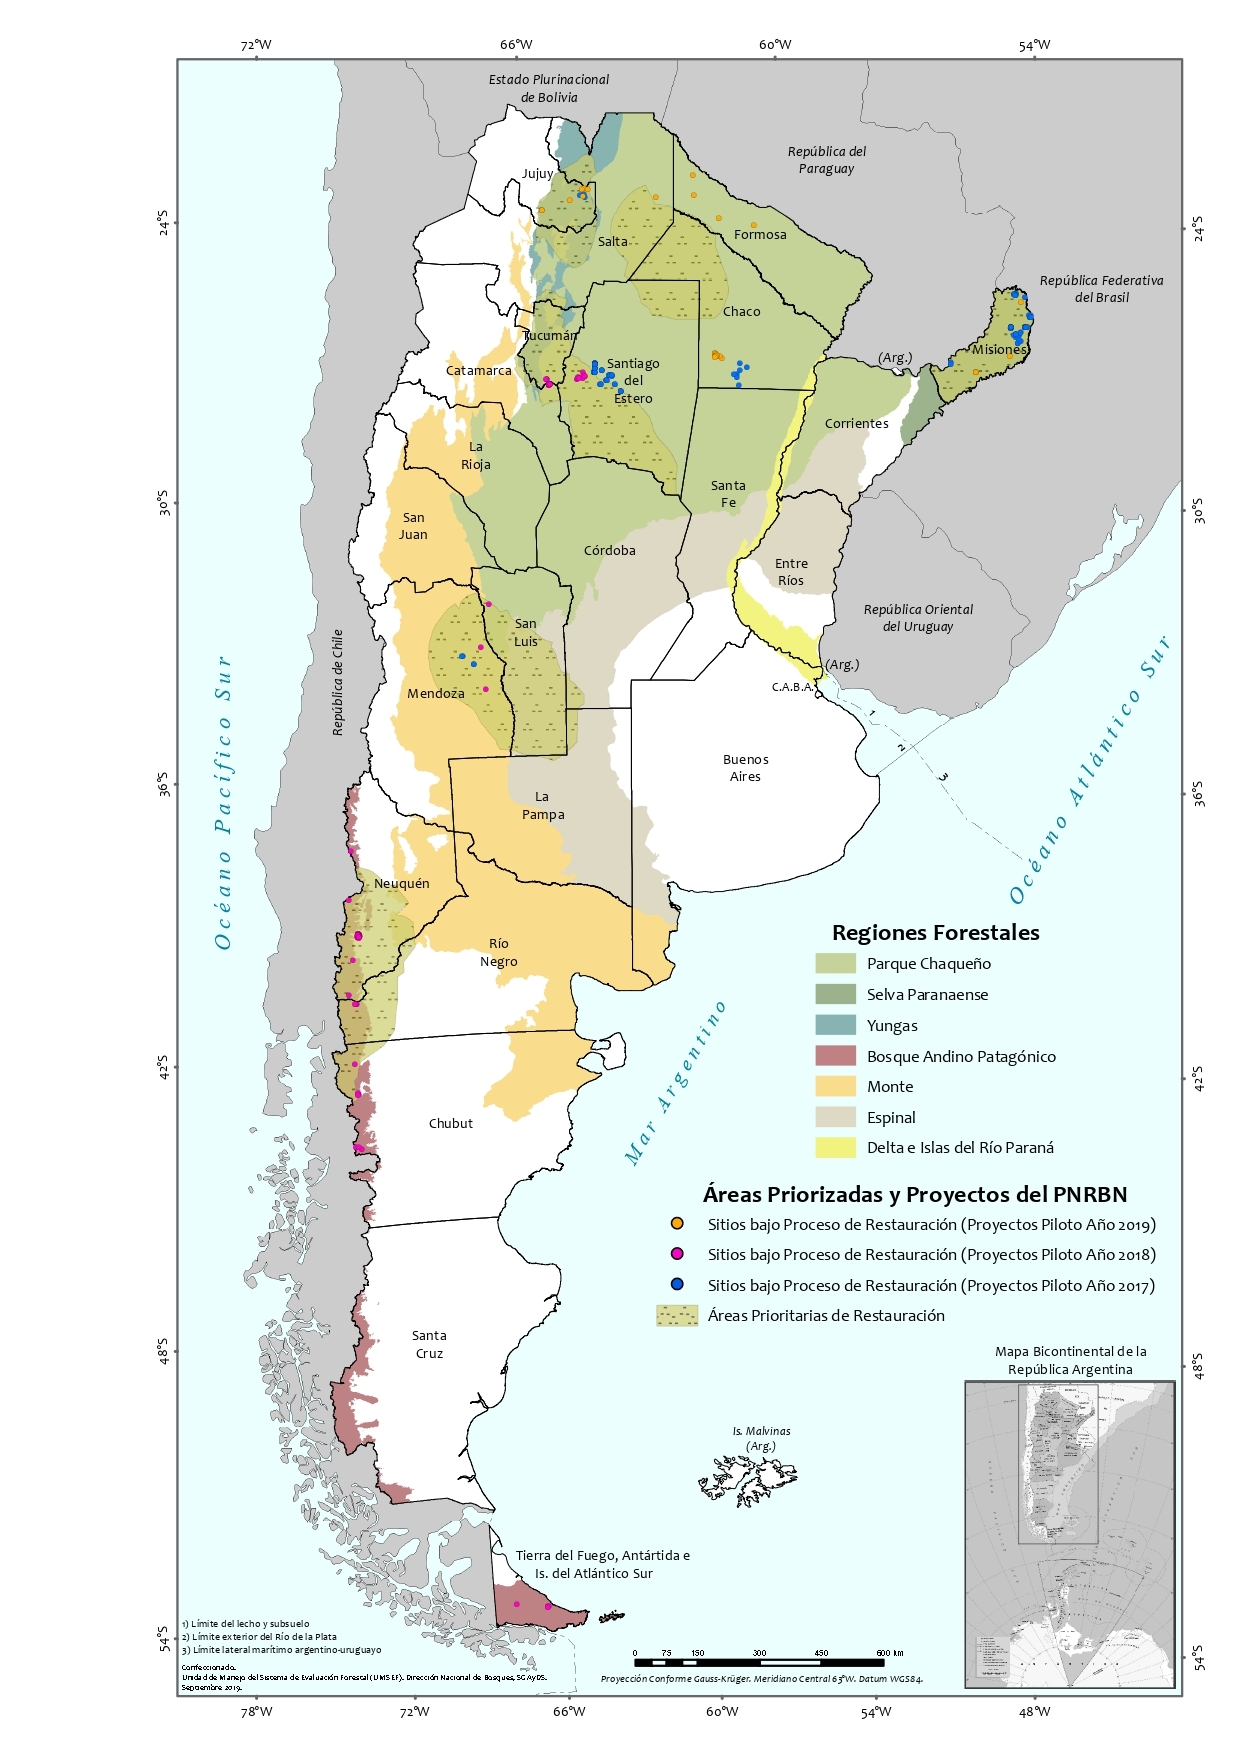 72°W
66°W
60°W
54°W
Estado Plurinacional
de Bolivia
República del
Paraguay
Jujuy
24°S
24°S
Salta
Formosa
República Federativa
del Brasil
Chaco
Tucumán
Misiones
(Arg.)
Catamarca
Santiago
del
Estero
Corrientes
La
Rioja
Santa
Fe
30°S
30°S
San
Juan
Córdoba
Entre
Ríos
República Oriental
del Uruguay
San
Luis
República de Chile
Océano Pacífico Sur
Océano Atlántico Sur
(Arg.)
C.A.B.A.
Mendoza
1
2
3
Buenos
Aires
36°S
36°S
La
Pampa
Neuquén
Río
Negro
Mar Argentino
Regiones Forestales
Parque Chaqueño
Selva Paranaense
Yungas
Bosque Andino Patagónico
Monte
Espinal
Delta e Islas del Río Paraná
42°S
42°S
Chubut
Áreas Priorizadas y Proyectos del PNRBN
Sitios bajo Proceso de Restauración (Proyectos Piloto Año 2019)
Sitios bajo Proceso de Restauración (Proyectos Piloto Año 2018)
Sitios bajo Proceso de Restauración (Proyectos Piloto Año 2017)
Áreas Prioritarias de Restauración
Santa
Cruz
48°S
48°S
Mapa Bicontinental de la
República Argentina
Is. Malvinas
(Arg.)
Tierra del Fuego, Antártida e
Is. del Atlántico Sur
54°S
54°S
1) Límite del lecho y subsuelo
2) Límite exterior del Río de la Plata
3) Límite lateral marítimo argentino-uruguayo
Confeccionado.
Unidad de Manejo del Sistema de Evaluación Forestal (UMSEF). Dirección Nacional de Bosques, SGAyDS.
Septiembre 2019.
0 75 150 300 450 600 km
Proyección Conforme Gauss-Krüger. Meridiano Central 63°W. Datum WGS84.
78°W
72°W
66°W
60°W
54°W
48°W